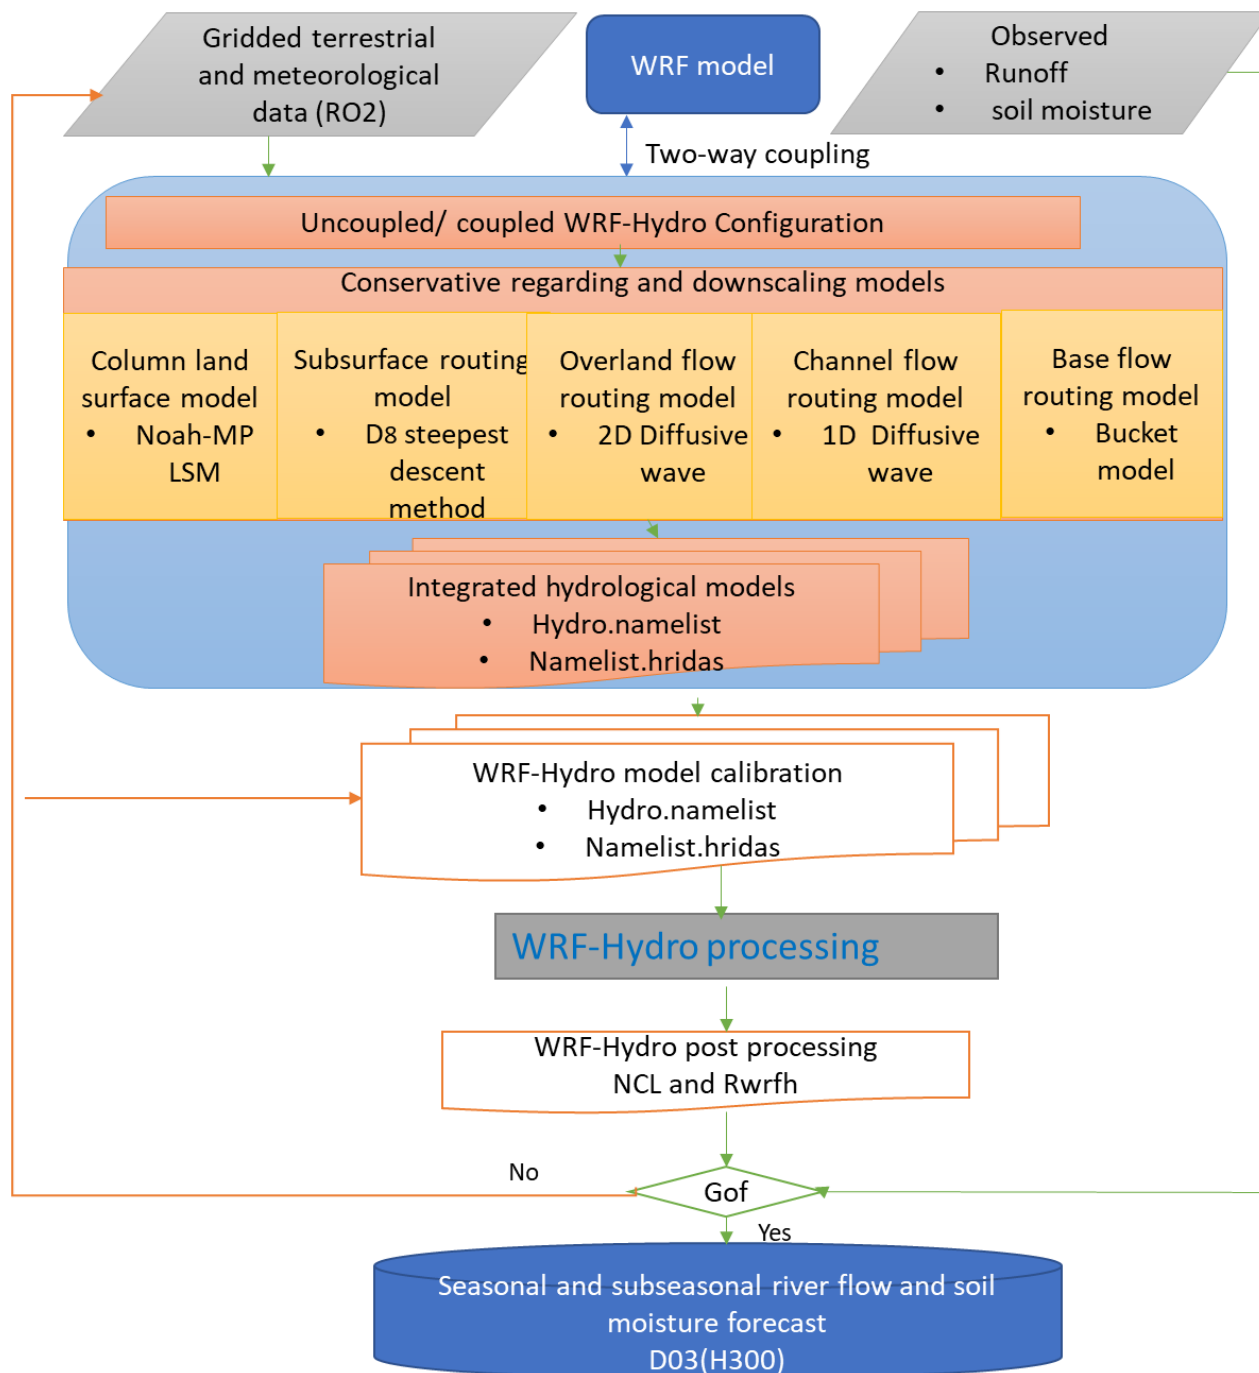 Gridded terrestrial
and meteorological
data (RO2)
WRF model
Observed
• Runoff
• soil moisture
Two-way coupling
Uncoupled/ coupled WRF-Hydro Configuration
Conservative regarding and downscaling models
Column land
surface model
• Noah-MP
LSM
Subsurface routing
model
• D8 steepest
descent
method
Overland flow
routing model
• 2D Diffusive
wave
Channel flow
routing model
• 1D Diffusive
wave
Base flow
routing model
• Bucket
model
Integrated hydrological models
• Hydro.namelist
• Namelist.hridas
WRF-Hydro model calibration
• Hydro.namelist
• Namelist.hridas
WRF-Hydro processing
WRF-Hydro post processing
NCL and Rwrfh
No
Gof
Yes
Seasonal and subseasonal river flow and soil
moisture forecast
D03(H300)